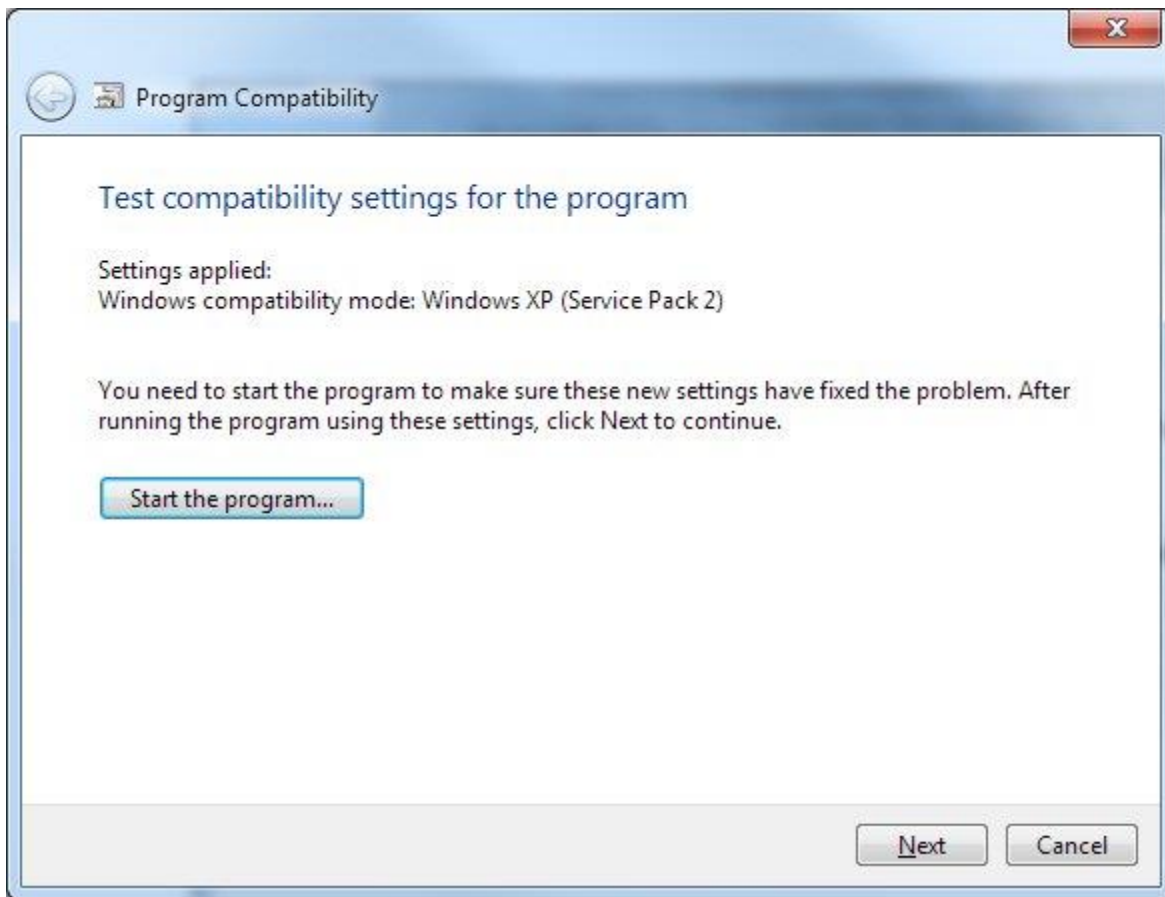 Program Compatibility
Test compatibility settings for the program
Settings applied:
Windows compatibility mode: Windows XP (Service Pack 2)
You need to start the program to make sure these new settings have fixed the problem. After
running the program using these settings, click Next to continue.
Start the program...
Next
Cancel